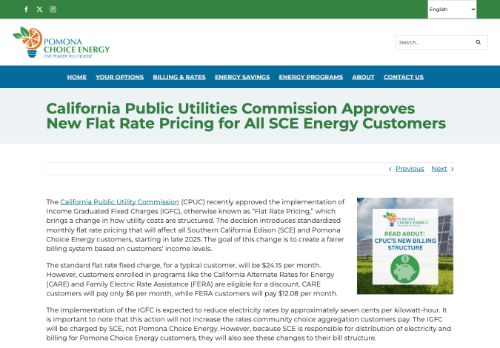 English
POMONA
CHOICE ENERGY
THE POWER TO CHOOSE
Search...
HOME YOUR OPTIONS BILLING & RATES ENERGY SAVINGS ENERGY PROGRAMS ABOUT CONTACT US
California Public Utilities Commission Approves
New Flat Rate Pricing for All SCE Energy Customers
Previous Next
The California Public Utility Commission (CPUC) recently approved the implementation of
Income Graduated Fixed Charges (IGFC), otherwise known as “Flat Rate Pricing,” which
brings a change in how utility costs are structured. The decision introduces standardized
monthly flat rate pricing that will affect all Southern California Edison (SCE) and Pomona
Choice Energy customers, starting in late 2025. The goal of this change is to create a fairer
billing system based on customers’ income levels.
POMONA
CHOICE ENERGY
READ ABOUT
CPUC'S NEW BILLING
STRUCTURE
The standard flat rate fixed charge, for a typical customer, will be $24.15 per month.
However, customers enrolled in programs like the California Alternate Rates for Energy
(CARE) and Family Electric Rate Assistance (FERA) are eligible for a discount. CARE
customers will pay only $6 per month, while FERA customers will pay $12.08 per month.
The implementation of the IGFC is expected to reduce electricity rates by approximately seven cents per kilowatt-hour. It
is important to note that this action will not increase the rates community choice aggregation customers pay. The IGFC
will be charged by SCE, not Pomona Choice Energy. However, because SCE is responsible for distribution of electricity and
billing for Pomona Choice Energy customers, they will also see these changes to their bill structure.